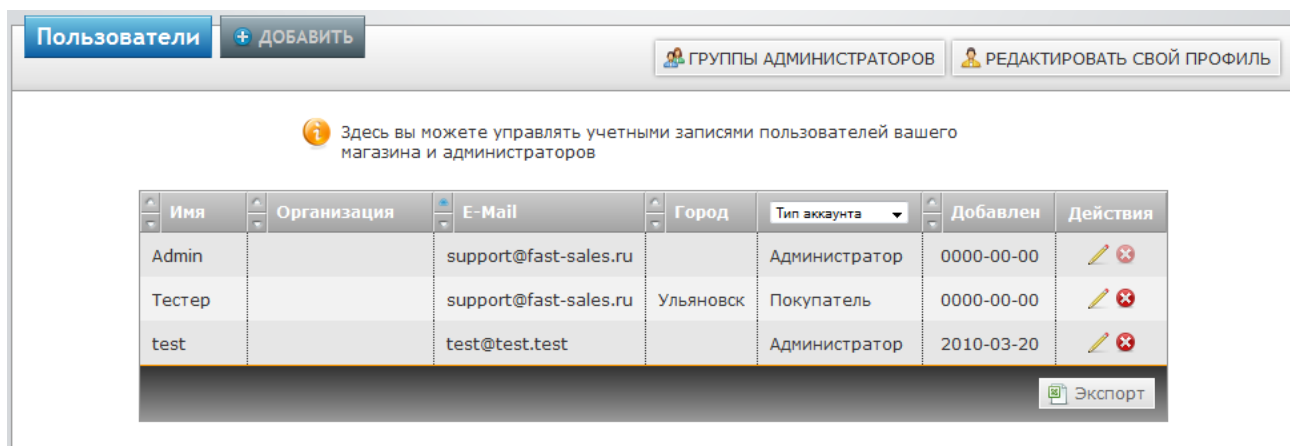 Пользователи ДОБАВИТЬ
ГРУППЫ АДМИНИСТРАТОРОВ РЕДАКТИРОВАТЬ СВОЙ ПРОФИЛЬ
Здесь вы можете управлять учетными записями пользователей вашего
магазина и администраторов
Имя Организация E-Mail Город Тип аккаунта Добавлен Действия
Admin support@fast-sales.ru Администратор 0000-00-00
Тестер support@fast-sales.ru Ульяновск Покупатель 0000-00-00
test test@test.test Администратор 2010-03-20
Экспорт